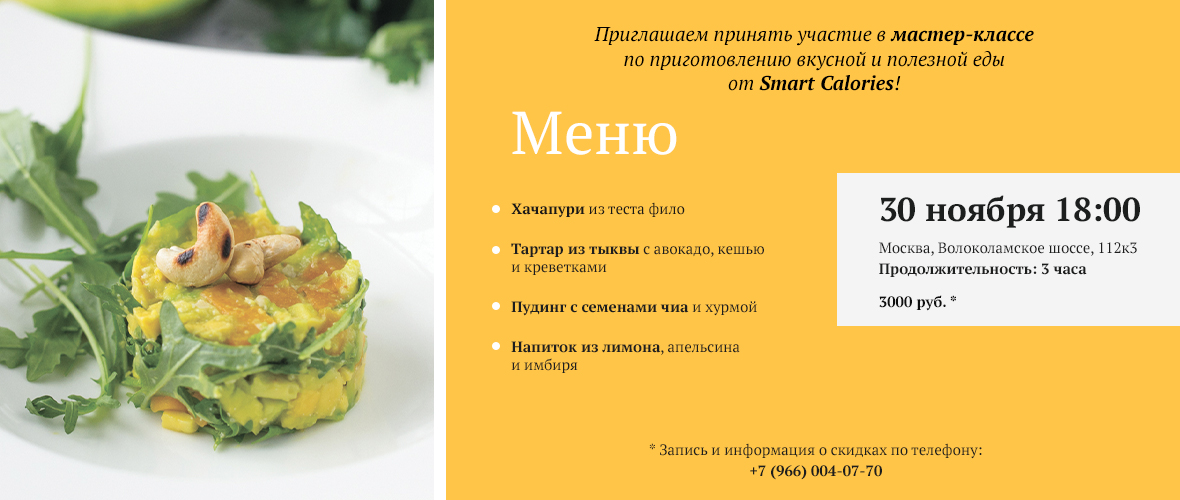 Приглашаем принять участие в мастер-классе
по приготовлению вкусной и полезной еды
от Smart Calories!
Меню
Хачапури из теста фило
Тартар из тыквы с авокадо, кешью
и креветками
Пудинг с семенами чиа и хурмой
Напиток из лимона, апельсина
и имбиря
30 ноября 18:00
Москва, Волоколамское шоссе, 112к3
Продолжительность: 3 часа
3000 руб. *
* Запись и информация о скидках по телефону:
+7 (966) 004-07-70